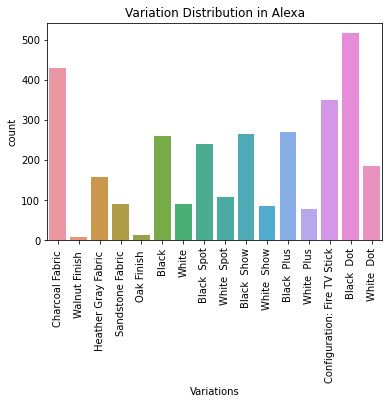 Variation Distribution in Alexa
500
400
300
200
100
0
count
Charcoal Fabric
Walnut Finish
Heather Gray Fabric
Sandstone Fabric
Oak Finish
Black
White
Black  Spot
White  Spot
Black  Show
White  Show
Black  Plus
White  Plus
Configuration: Fire TV Stick
Black  Dot
White  Dot
Variations